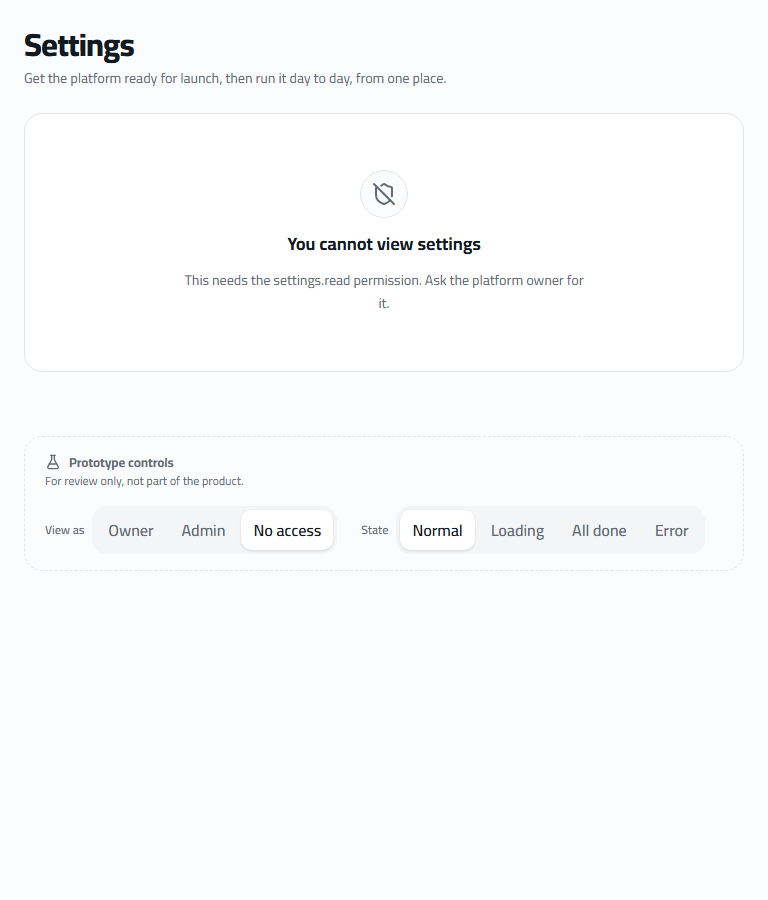 Settings
Get the platform ready for launch, then run it day to day, from one place.
You cannot view settings
This needs the settings.read permission. Ask the platform owner for
it.
Prototype controls
For review only, not part of the product.
View as Owner Admin No access State Normal Loading All done Error